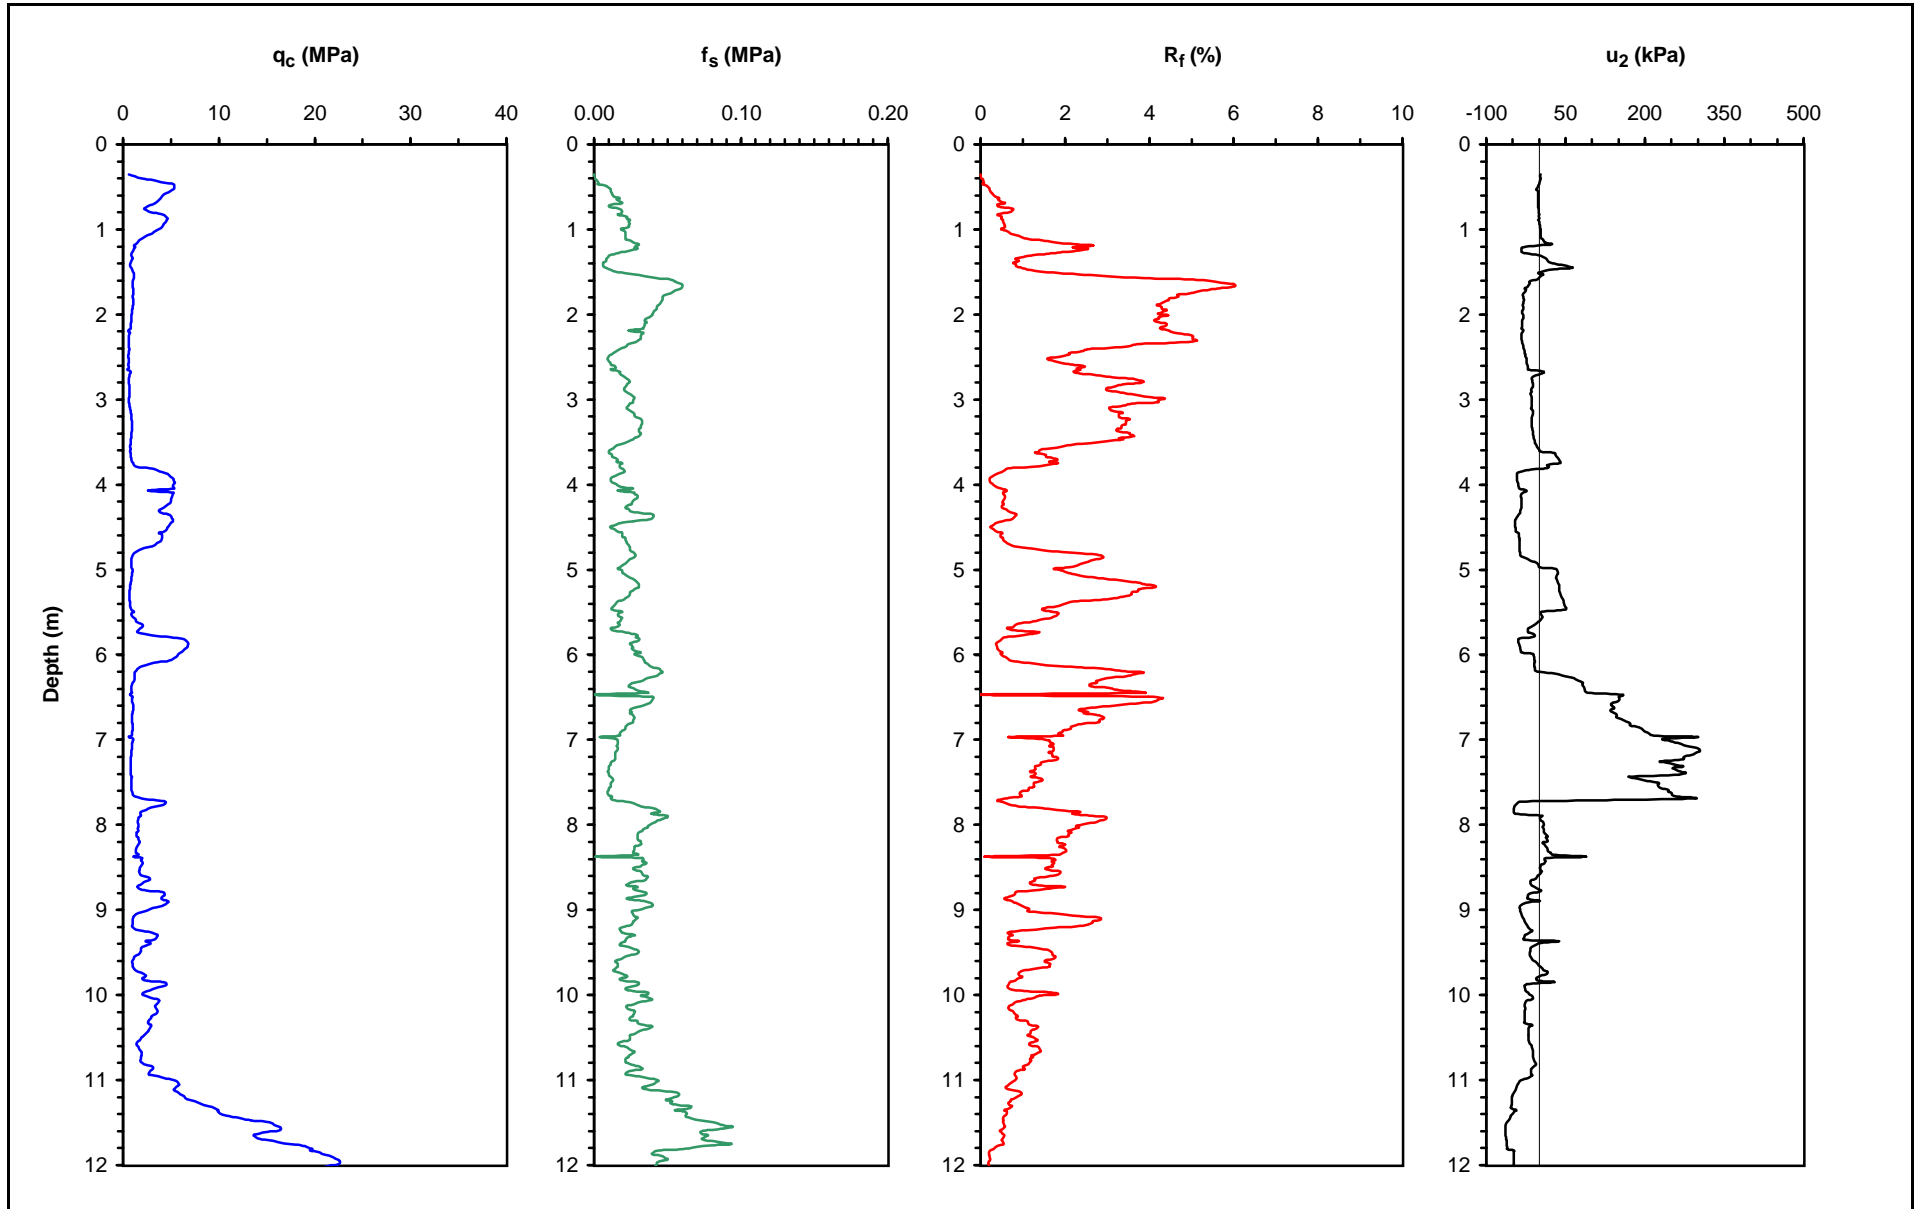 qc (MPa) fs (MPa) Rf (%) u2 (kPa)
0 10 20 30 40 0.00 0.10 0.20 0 2 4 6 8 10 -100 50 200 350 500
0 0 0 0
1 1 1 1
2 2 2 2
3 3 3 3
4 4 4 4
5 5 5 5
Depth (m)
6 6 6 6
7 7 7 7
8 8 8 8
9 9 9 9
10 10 10 10
11 11 11 11
12 12 12 12